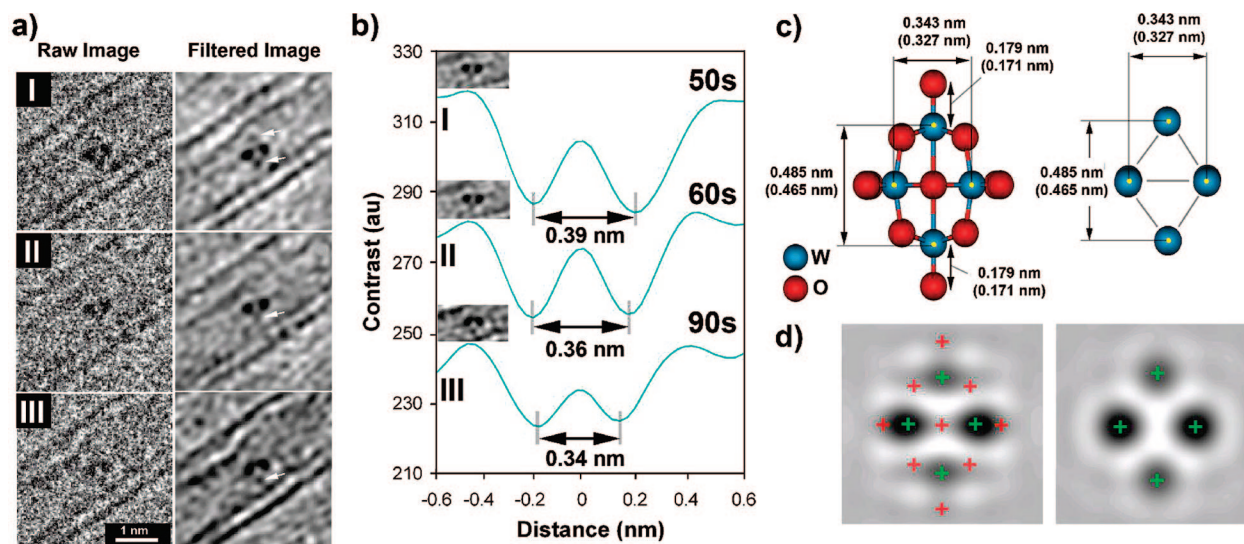 a)
Raw Image
Filtered Image
I
II
III
1 nm
b)
Contrast (au)
330
310
290
270
250
230
210
50s
I
0.39 nm
60s
II
0.36 nm
90s
III
0.34 nm
-0.6
-0.4
-0.2
0
0.2
0.4
0.6
Distance (nm)
c)
0.343 nm
(0.327 nm)
0.179 nm
(0.171 nm)
0.485 nm
(0.465 nm)
0.179 nm
(0.171 nm)
W
O
0.343 nm
(0.327 nm)
0.485 nm
(0.465 nm)
d)